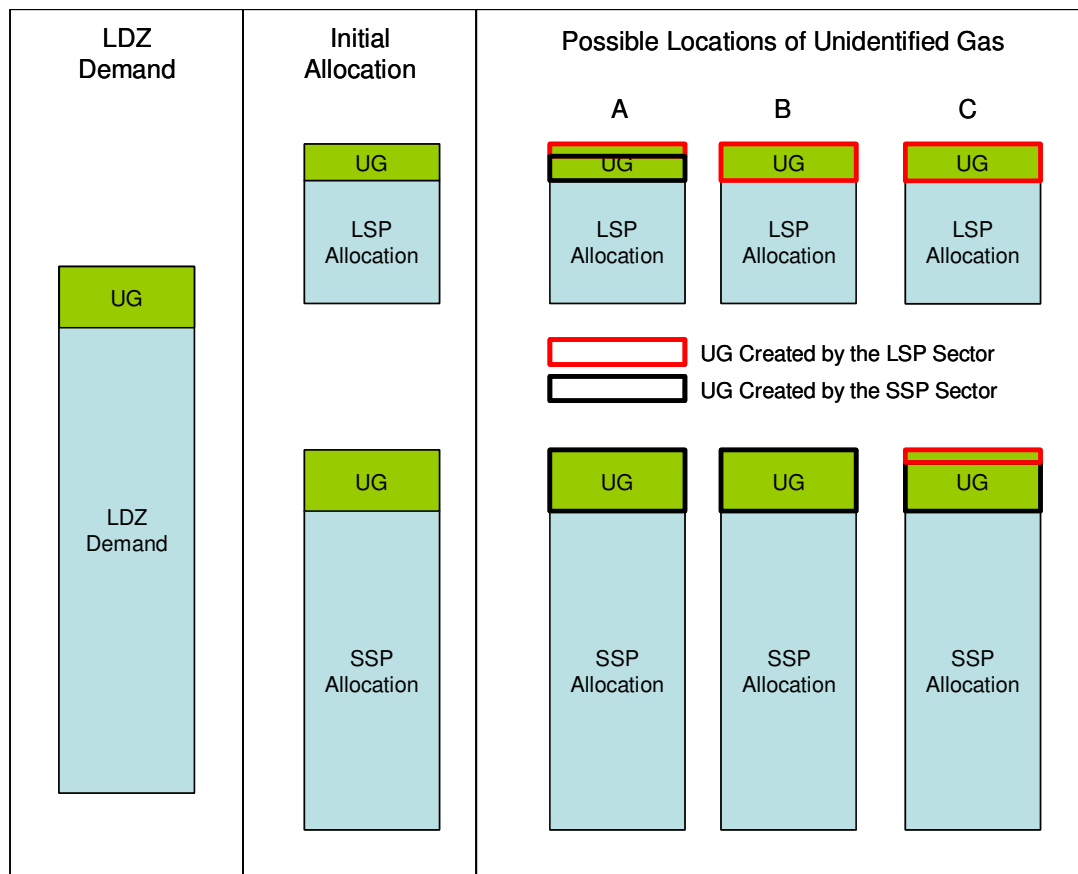 LDZ
Demand
Initial
Allocation
Possible Locations of Unidentified Gas
A
B
C
UG
LDZ
Demand
UG
LSP
Allocation
UG
LSP
Allocation
UG
LSP
Allocation
UG
LSP
Allocation
UG Created by the LSP Sector
UG Created by the SSP Sector
UG
SSP
Allocation
UG
SSP
Allocation
UG
SSP
Allocation
UG
SSP
Allocation